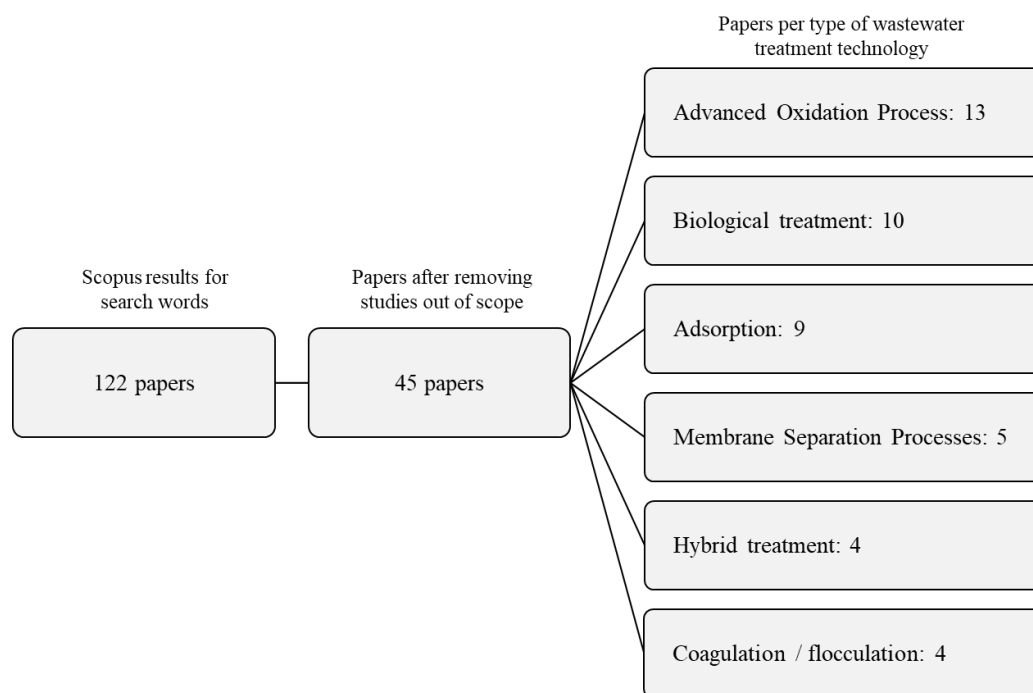 Scopus results for
search words
122 papers
Papers after removing
studies out of scope
45 papers
Papers per type of wastewater
treatment technology
Advanced Oxidation Process: 13
Biological treatment: 10
Adsorption: 9
Membrane Separation Processes: 5
Hybrid treatment: 4
Coagulation / flocculation: 4